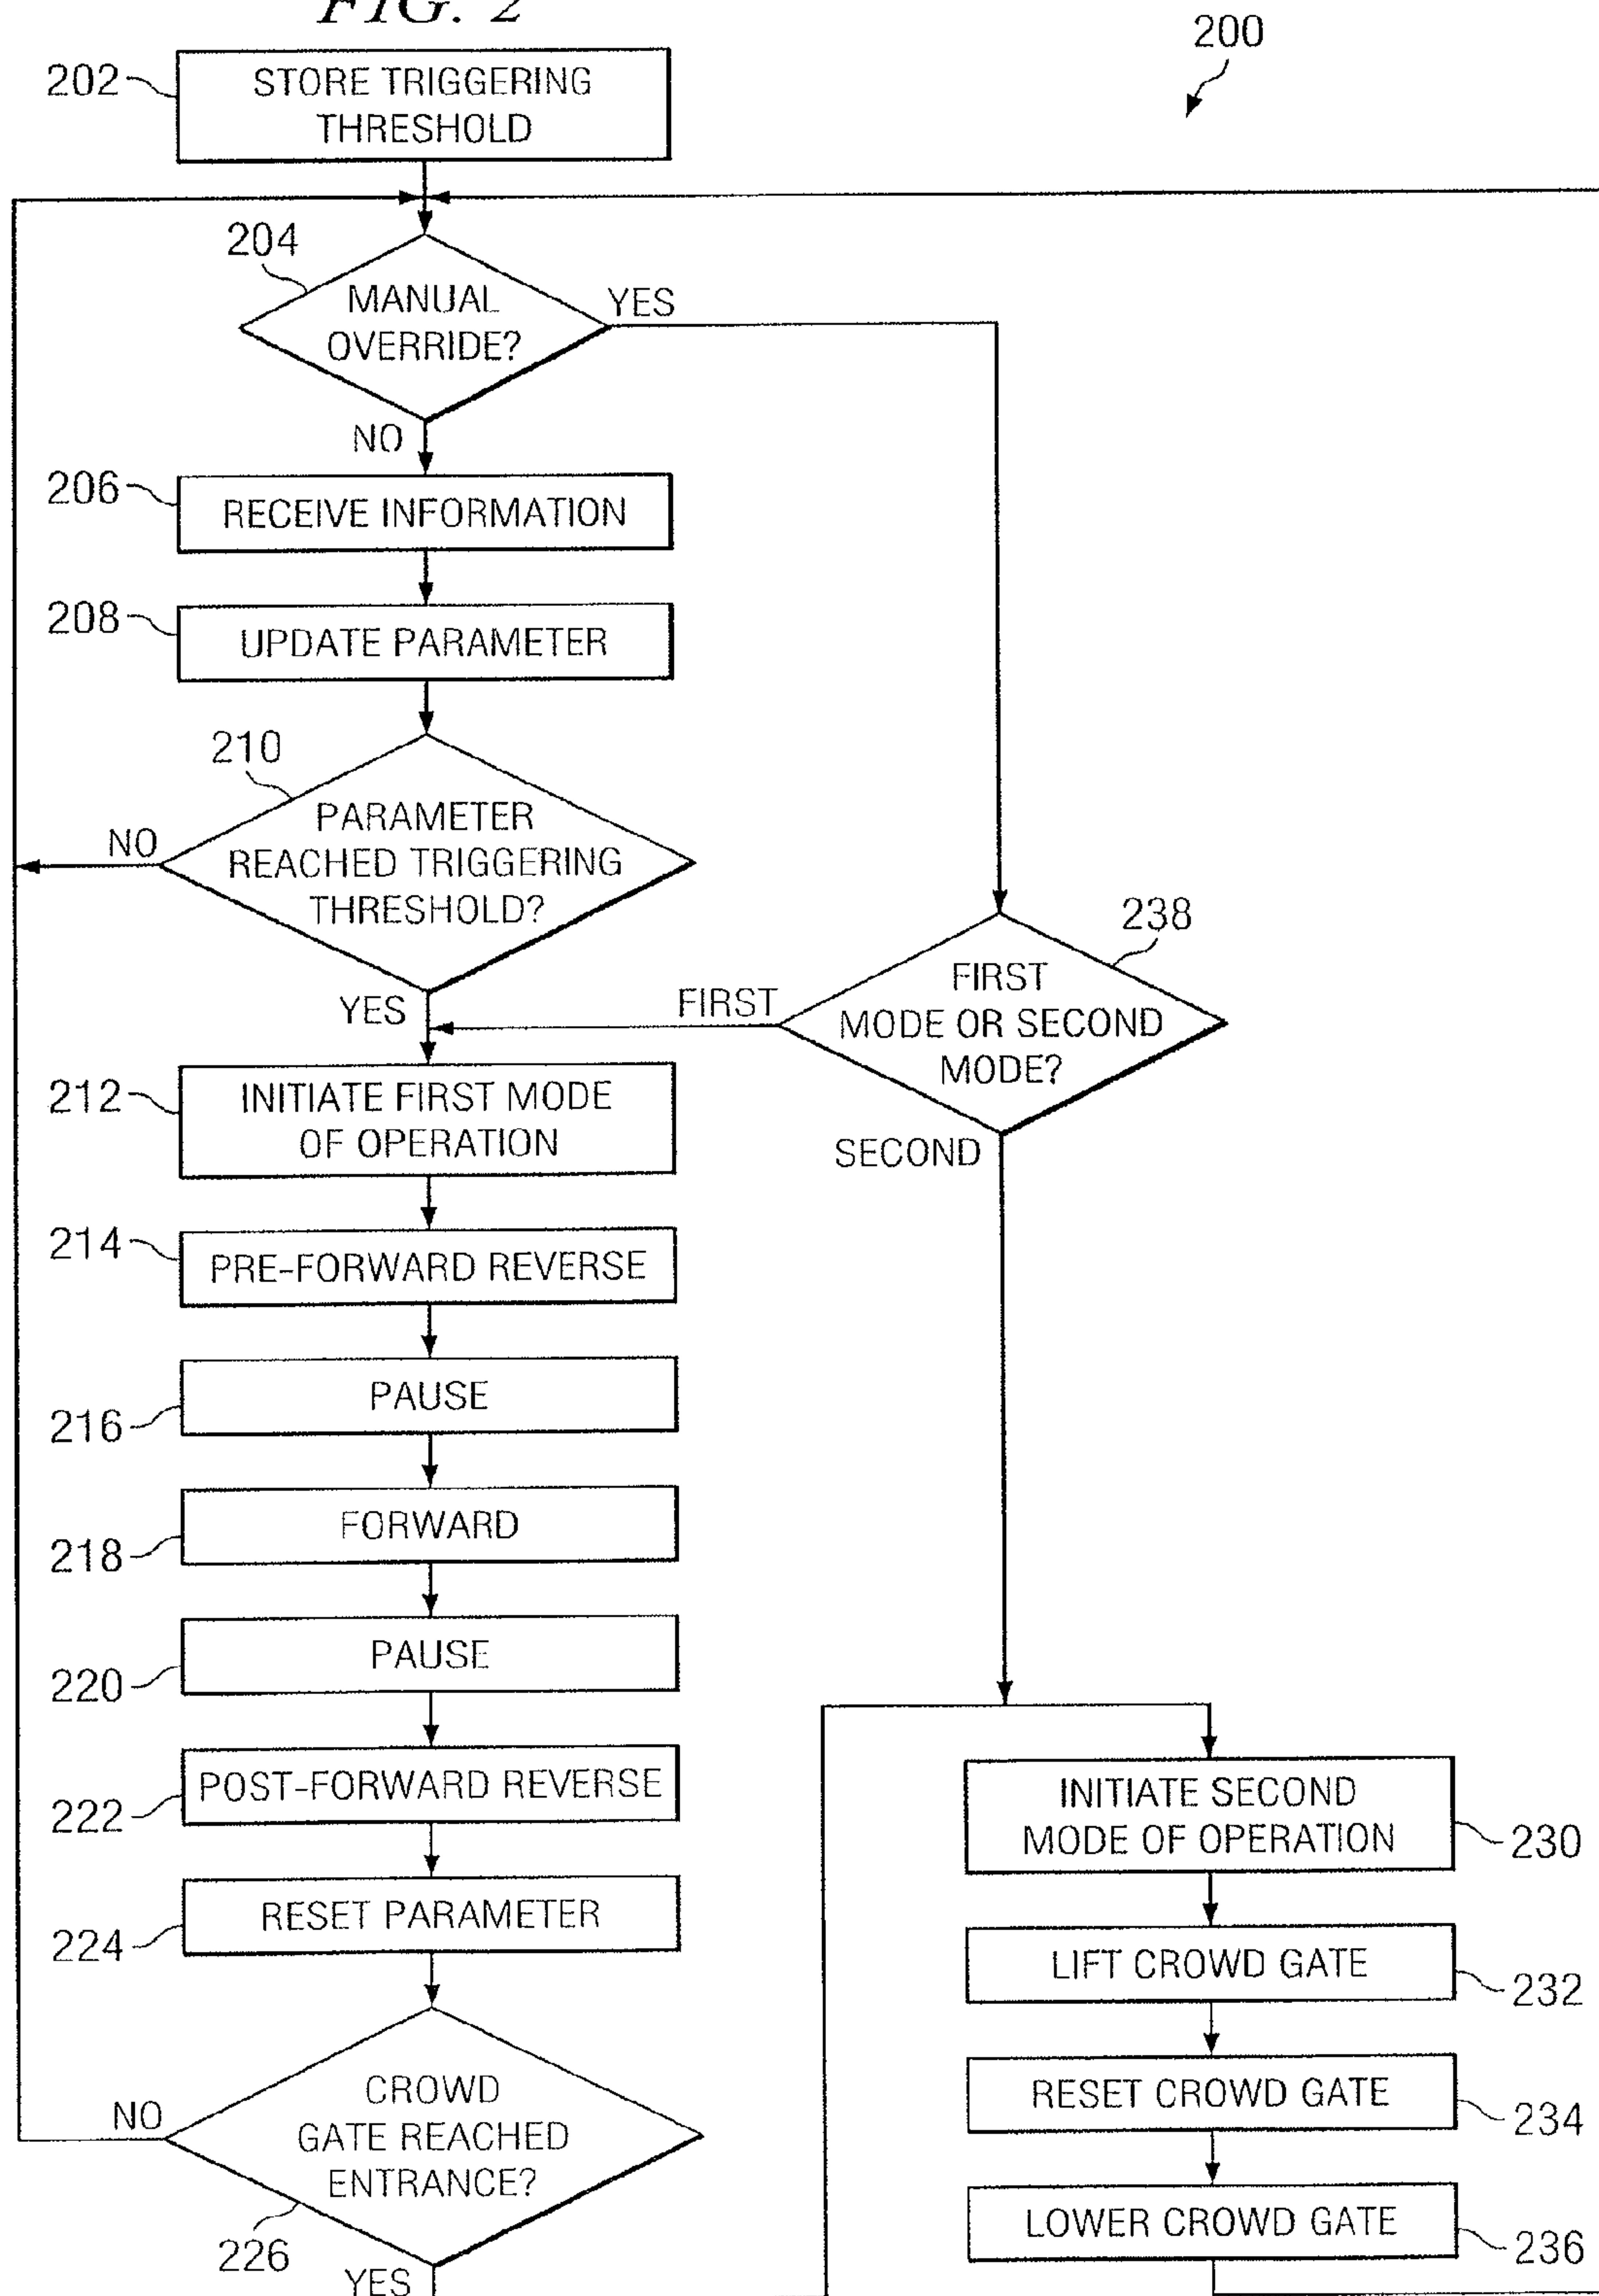 FIG. 2
200
202
STORE TRIGGERING
THRESHOLD
204
MANUAL
OVERRIDE?
YES
NO
206
RECEIVE INFORMATION
208
UPDATE PARAMETER
210
PARAMETER
REACHED TRIGGERING
THRESHOLD?
NO
YES
238
FIRST
MODE OR SECOND
MODE?
FIRST
SECOND
212
INITIATE FIRST MODE
OF OPERATION
214
PRE-FORWARD REVERSE
216
PAUSE
218
FORWARD
220
PAUSE
222
POST-FORWARD REVERSE
224
RESET PARAMETER
CROWD
GATE REACHED
ENTRANCE?
NO
226
YES
INITIATE SECOND
MODE OF OPERATION
230
LIFT CROWD GATE
232
RESET CROWD GATE
234
LOWER CROWD GATE
236